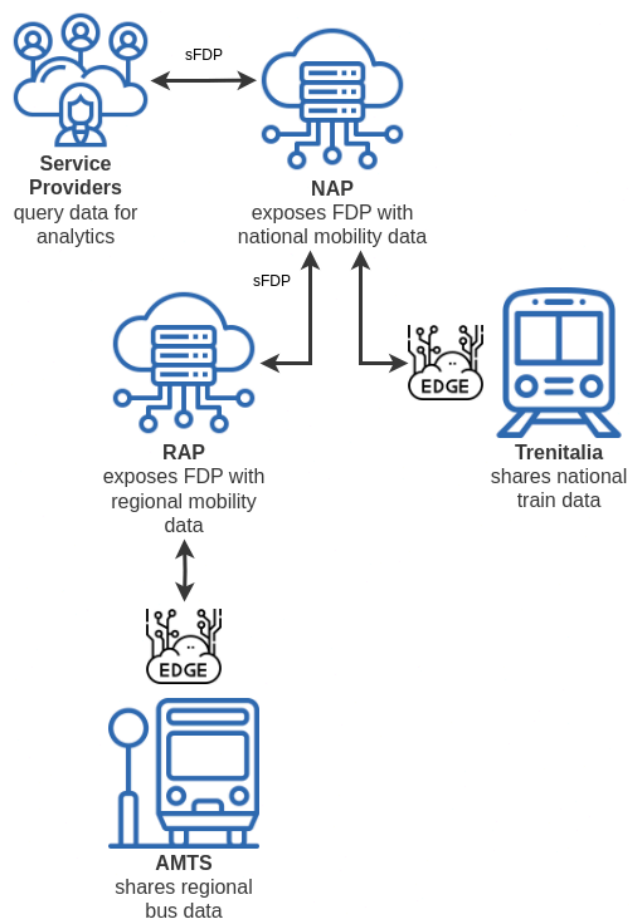 sFDP
Service
Providers
query data for
analytics
NAP
exposes FDP with
national mobility data
sFDP
EDGE
RAP
exposes FDP with
regional mobility
data
Trenitalia
shares national
train data
EDGE
AMTS
shares regional
bus data